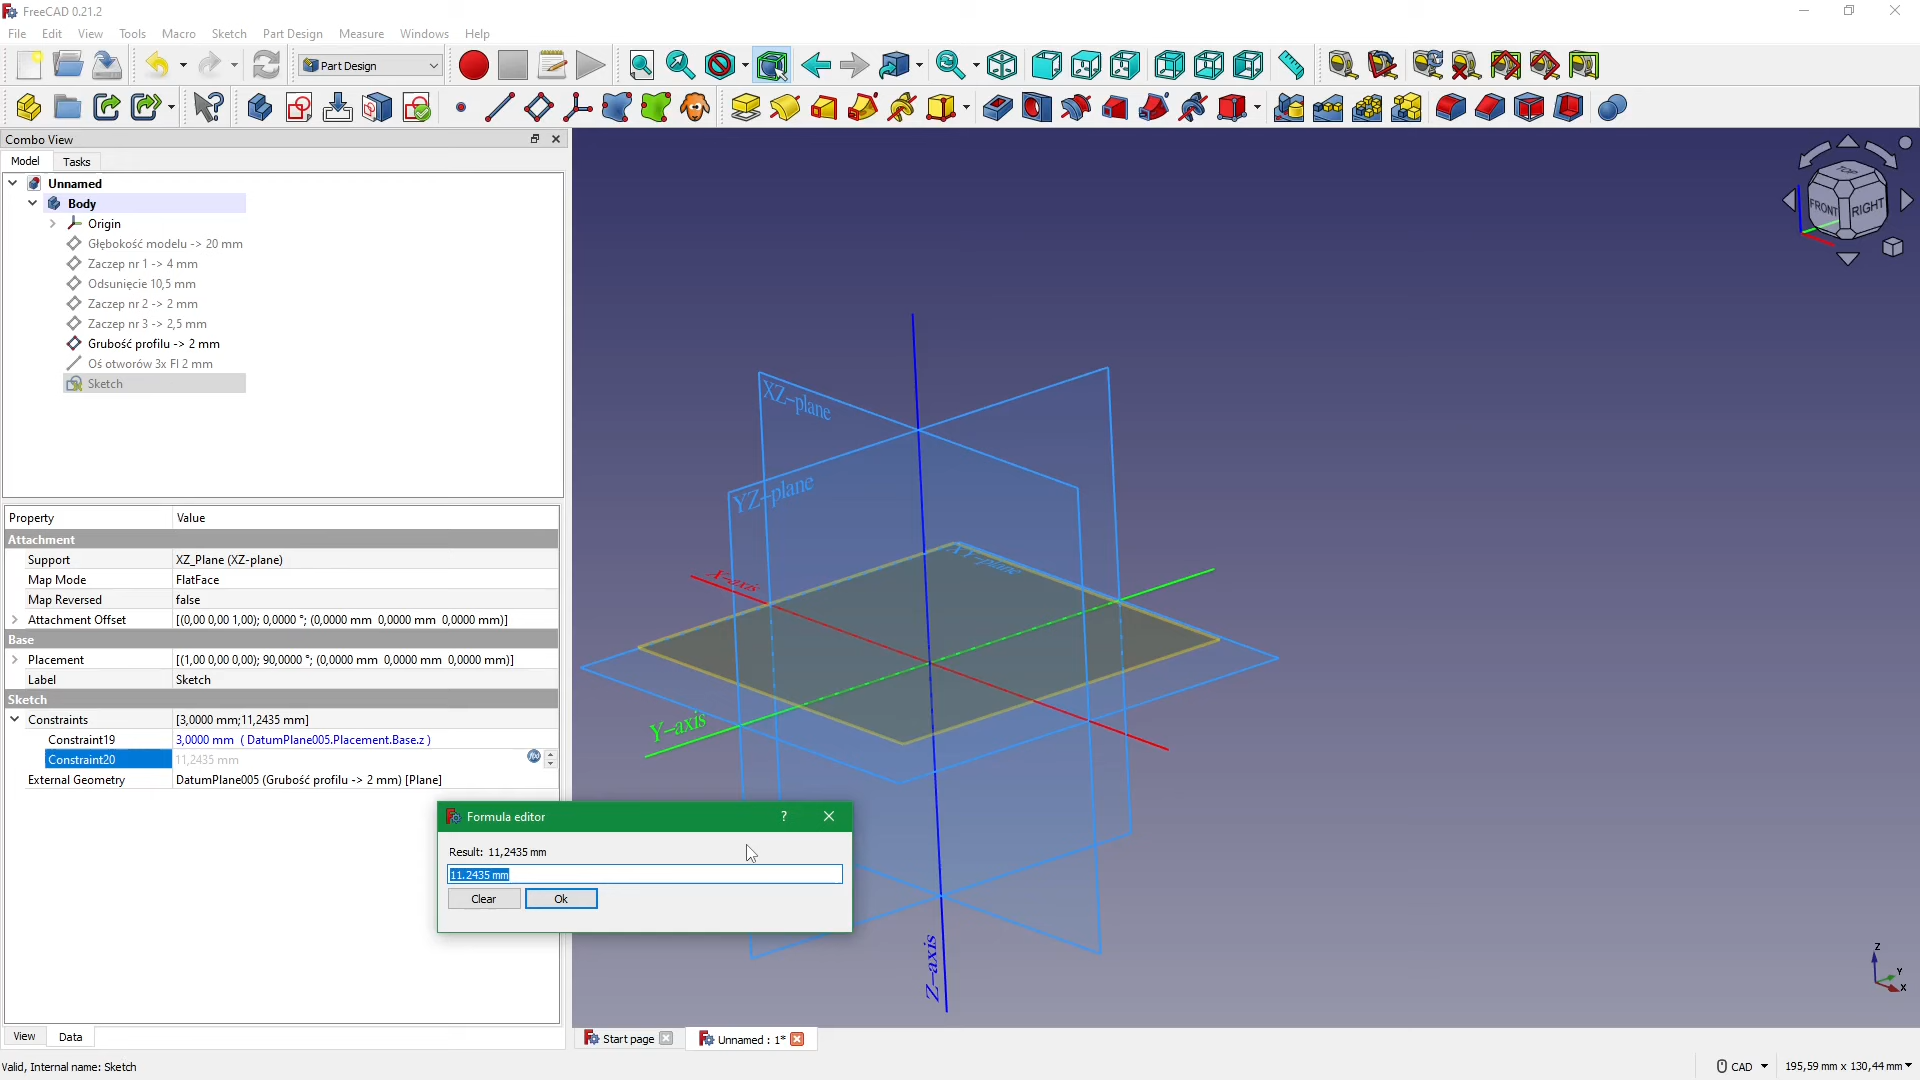 FreeCAD 0.21.2
File Edit View Tools Macro Sketch Part Design Measure Windows Help
Part Design
Combo View
Model Tasks
Unnamed
Body
Origin
Głębokość modelu -> 20 mm
Zaczep nr 1 -> 4 mm
Odsunięcie 10,5 mm
Zaczep nr 2 -> 2 mm
Zaczep nr 3 -> 2,5 mm
Grubość profilu -> 2 mm
Oś otworów 3x FI 2 mm
Sketch
Property Value
Attachment
Support XZ_Plane (XZ-plane)
Map Mode FlatFace
Map Reversed false
Attachment Offset [(0,00 0,00 1,00); 0,0000 °; (0,0000 mm 0,0000 mm 0,0000 mm)]
Base
Placement [(1,00 0,00 0,00); 90,0000 °; (0,0000 mm 0,0000 mm 0,0000 mm)]
Label Sketch
Sketch
Constraints [3,0000 mm;11,2435 mm]
Constraint19 3,0000 mm ( DatumPlane005.Placement.Base.z )
Constraint20 11,2435 mm
External Geometry DatumPlane005 (Grubość profilu -> 2 mm) [Plane]
View Data
Valid, Internal name: Sketch
TOP
FRONT RIGHT
XZ-plane
YZ-plane
XY-plane
X-axis
Y-axis
Z-axis
Formula editor ?
Result: 11,2435 mm
11.2435 mm
Clear Ok
Z
Y
X
Start page Unnamed : 1*
CAD 195,59 mm x 130,44 mm